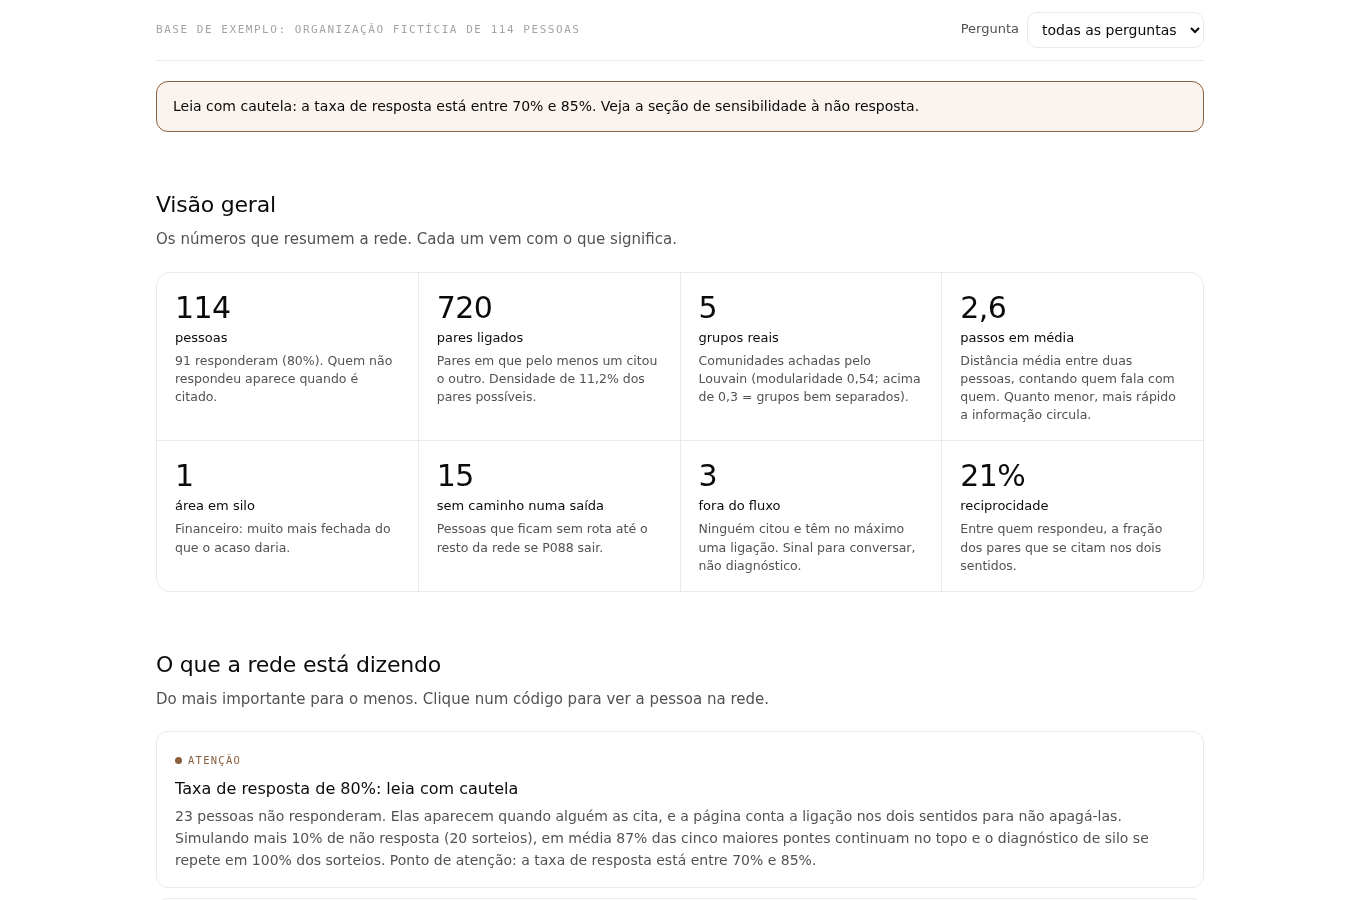 BASE DE EXEMPLO: ORGANIZAÇÃO FICTÍCIA DE 114 PESSOAS
Pergunta todas as perguntas
Leia com cautela: a taxa de resposta está entre 70% e 85%. Veja a seção de sensibilidade à não resposta.
Visão geral
Os números que resumem a rede. Cada um vem com o que significa.
114
pessoas
91 responderam (80%). Quem não
respondeu aparece quando é
citado.
720
pares ligados
Pares em que pelo menos um citou
o outro. Densidade de 11,2% dos
pares possíveis.
5
grupos reais
Comunidades achadas pelo
Louvain (modularidade 0,54; acima
de 0,3 = grupos bem separados).
2,6
passos em média
Distância média entre duas
pessoas, contando quem fala com
quem. Quanto menor, mais rápido
a informação circula.
1
área em silo
Financeiro: muito mais fechada do
que o acaso daria.
15
sem caminho numa saída
Pessoas que ficam sem rota até o
resto da rede se P088 sair.
3
fora do fluxo
Ninguém citou e têm no máximo
uma ligação. Sinal para conversar,
não diagnóstico.
21%
reciprocidade
Entre quem respondeu, a fração
dos pares que se citam nos dois
sentidos.
O que a rede está dizendo
Do mais importante para o menos. Clique num código para ver a pessoa na rede.
ATENÇÃO
Taxa de resposta de 80%: leia com cautela
23 pessoas não responderam. Elas aparecem quando alguém as cita, e a página conta a ligação nos dois sentidos para não apagá-las.
Simulando mais 10% de não resposta (20 sorteios), em média 87% das cinco maiores pontes continuam no topo e o diagnóstico de silo se
repete em 100% dos sorteios. Ponto de atenção: a taxa de resposta está entre 70% e 85%.